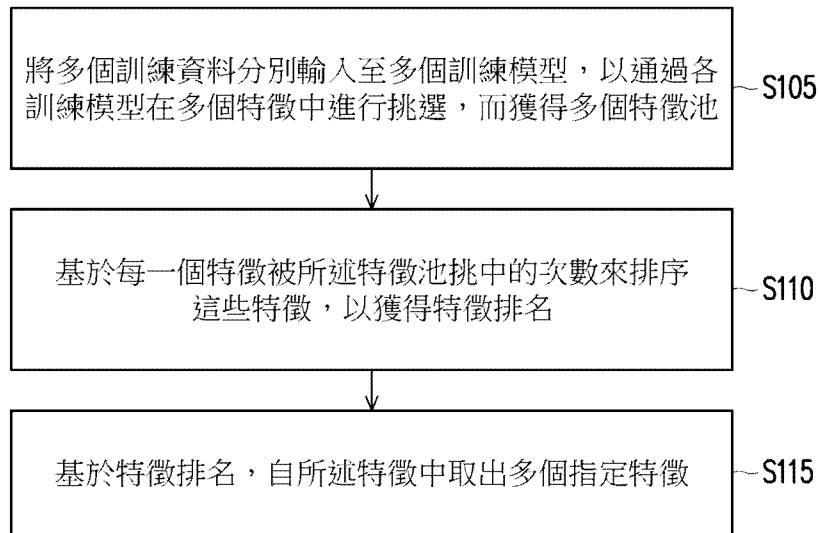 將多個訓練資料分別輸入至多個訓練模型，以通過各
訓練模型在多個特徵中進行挑選，而獲得多個特徵池
S105
基於每一個特徵被所述特徵池挑中的次數來排序
這些特徵，以獲得特徵排名
S110
基於特徵排名，自所述特徵中取出多個指定特徵
S115